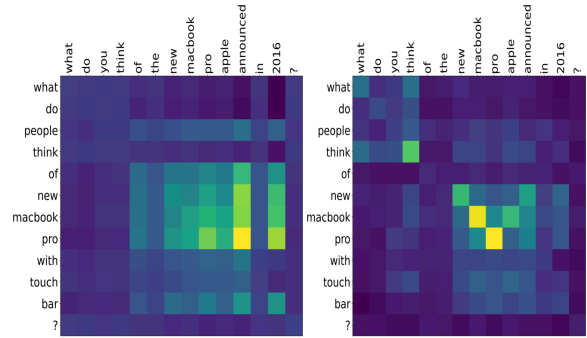 what do you think of the new macbook pro apple announced in 2016 ?
what do you think of the new macbook pro apple announced in 2016 ?
what
do
people
think
of
new
macbook
pro
with
touch
bar
?
what
do
people
think
of
new
macbook
pro
with
touch
bar
?